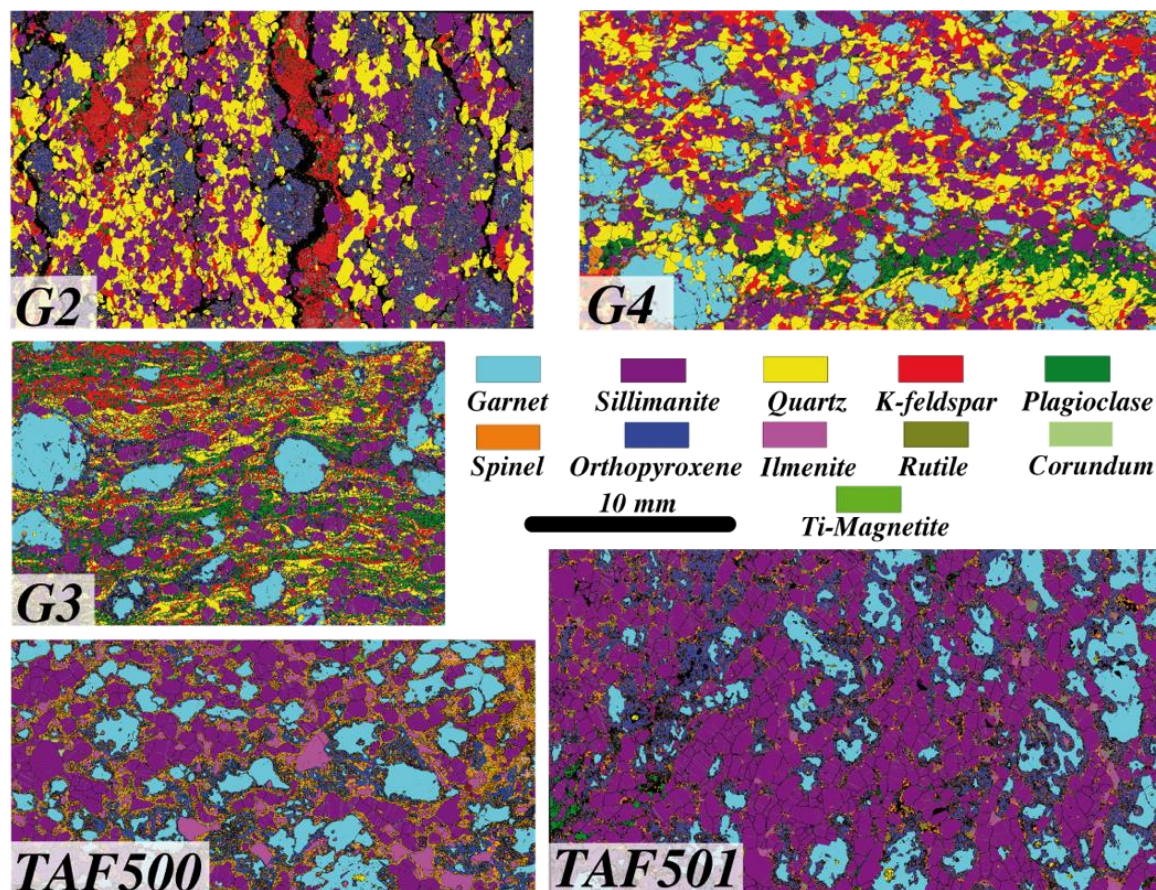 G2
G4
Garnet Sillimanite Quartz K-feldspar Plagioclase
Spinel Orthopyroxene Ilmenite Rutile Corundum
10 mm
Ti-Magnetite
G3
TAF500
TAF501